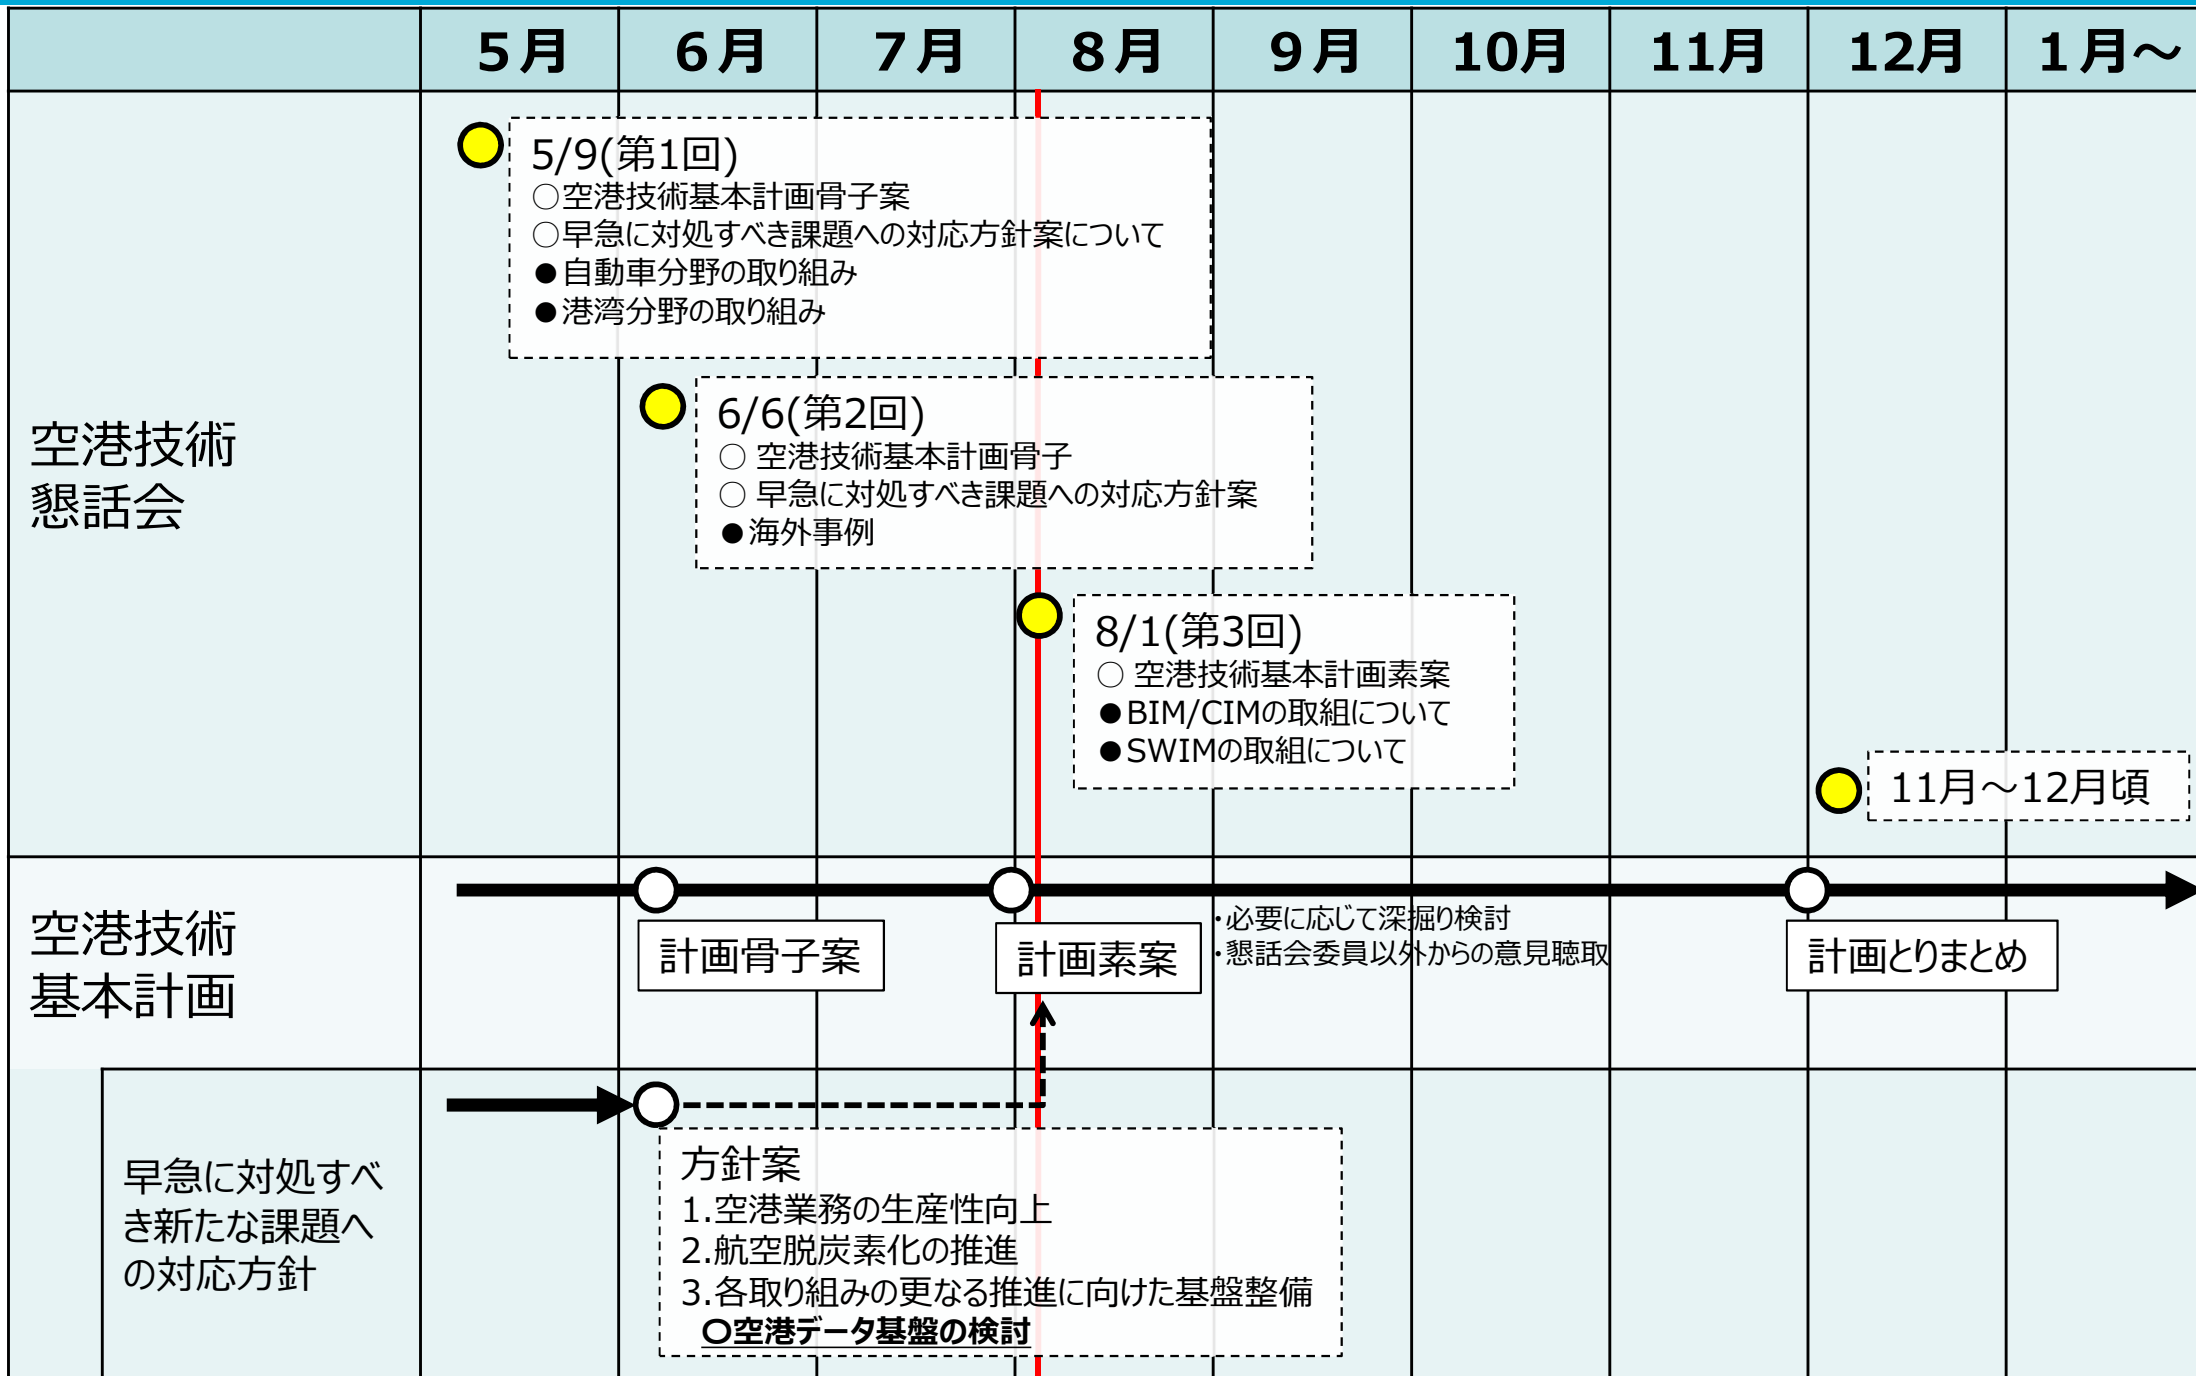 5月 6月 7月 8月 9月 10月 11月 12月 1月～
空港技術
懇話会
5/9(第1回)
○空港技術基本計画骨子案
○早急に対処すべき課題への対応方針案について
●自動車分野の取り組み
●港湾分野の取り組み
6/6(第2回)
○ 空港技術基本計画骨子
○ 早急に対処すべき課題への対応方針案
●海外事例
8/1(第3回)
○ 空港技術基本計画素案
●BIM/CIMの取組について
●SWIMの取組について
11月～12月頃
空港技術
基本計画
計画骨子案
計画素案
・必要に応じて深掘り検討
・懇話会委員以外からの意見聴取
計画とりまとめ
早急に対処すべ
き新たな課題へ
の対応方針
方針案
1.空港業務の生産性向上
2.航空脱炭素化の推進
3.各取り組みの更なる推進に向けた基盤整備
○空港データ基盤の検討